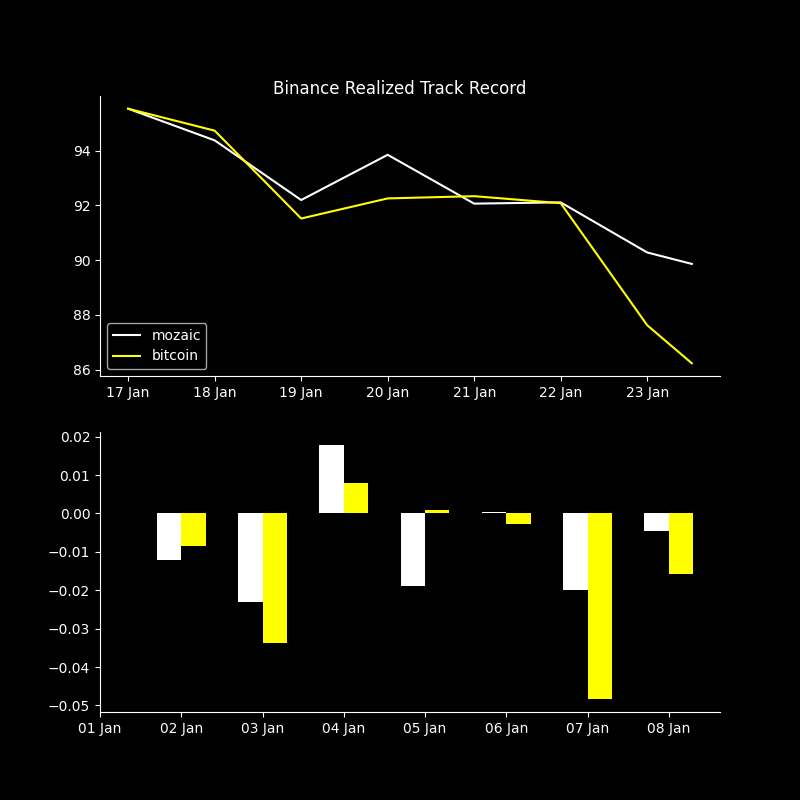 Binance Realized Track Record
94
92
90
88
86
mozaic
bitcoin
17 Jan 18 Jan 19 Jan 20 Jan 21 Jan 22 Jan 23 Jan
0.02
0.01
0.00
−0.01
−0.02
−0.03
−0.04
−0.05
01 Jan 02 Jan 03 Jan 04 Jan 05 Jan 06 Jan 07 Jan 08 Jan